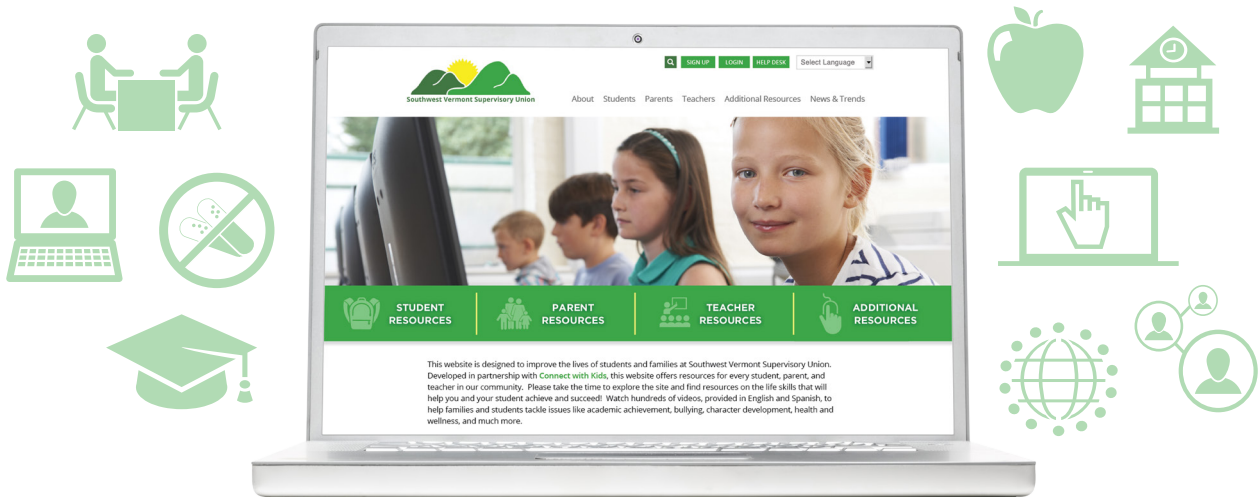 SIGN UP LOGIN HELP DESK Select Language
Southwest Vermont Supervisory Union
About Students Parents Teachers Additional Resources News & Trends
STUDENT RESOURCES
PARENT RESOURCES
TEACHER RESOURCES
ADDITIONAL RESOURCES
This website is designed to improve the lives of students and families at Southwest Vermont Supervisory Union.
Developed in partnership with Connect with Kids, this website offers resources for every student, parent, and
teacher in our community. Please take the time to explore the site and find resources on the life skills that will
help you and your student achieve and succeed! Watch hundreds of videos, provided in English and Spanish, to
help families and students tackle issues like academic achievement, bullying, character development, health and
wellness, and much more.